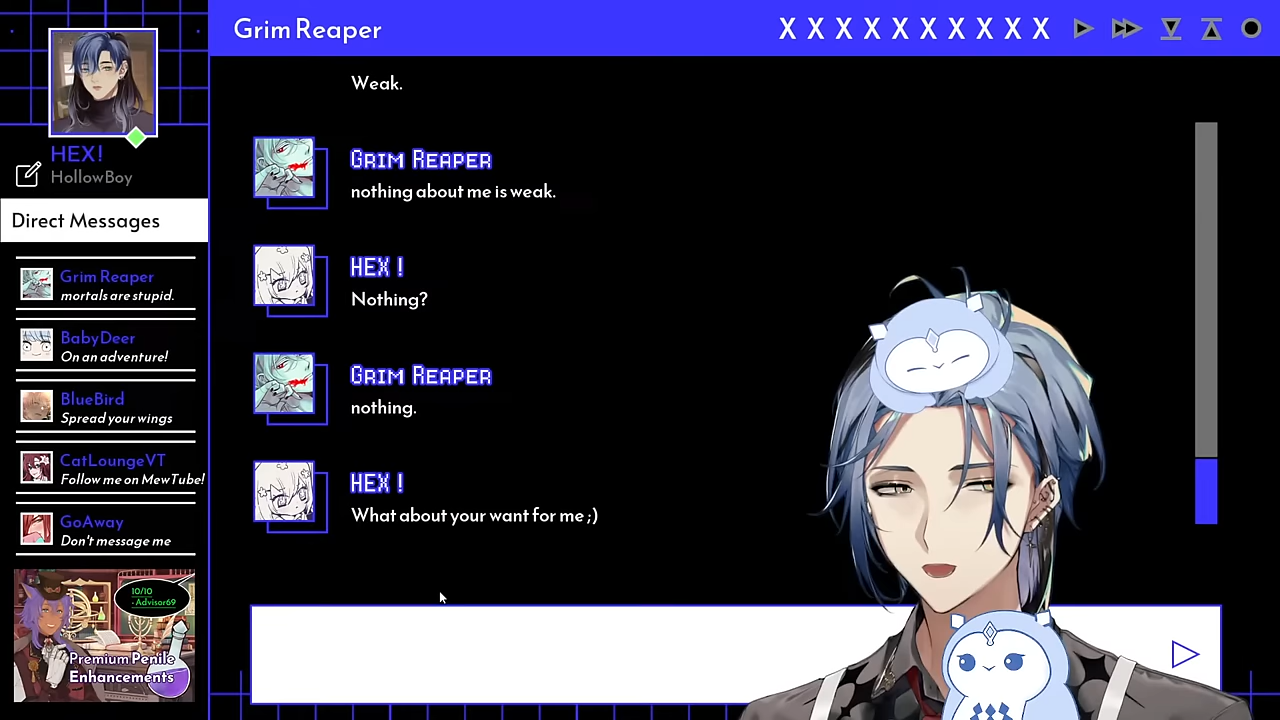 Grim Reaper
X X X X X X X X X X
HEX!
HollowBoy
Direct Messages
Grim Reaper
mortals are stupid.
BabyDeer
On an adventure!
BlueBird
Spread your wings
CatLoungeVT
Follow me on MewTube!
GoAway
Don't message me
10/10
- Advisor69
Premium Penile
Enhancements
Weak.
Grim Reaper
nothing about me is weak.
HEX !
Nothing?
Grim Reaper
nothing.
HEX !
What about your want for me ;)